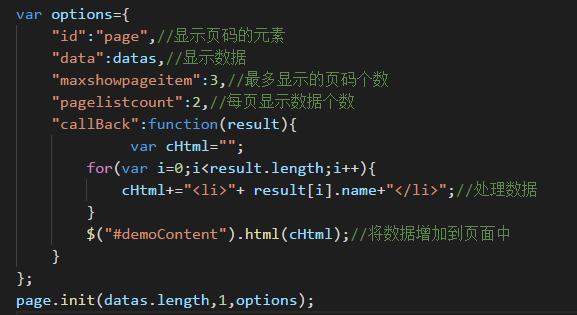 var options={
"id":"page",//显示页码的元素
"data":datas,//显示数据
"maxshowpageitem":3,//最多显示的页码个数
"pagelistcount":2,//每页显示数据个数
"callBack":function(result){
var cHtml="";
for(var i=0;i<result.length;i++){
cHtml+="<li>"+ result[i].name+"</li>";//处理数据
}
$("#demoContent").html(cHtml);//将数据增加到页面中
}
};
page.init(datas.length,1,options);